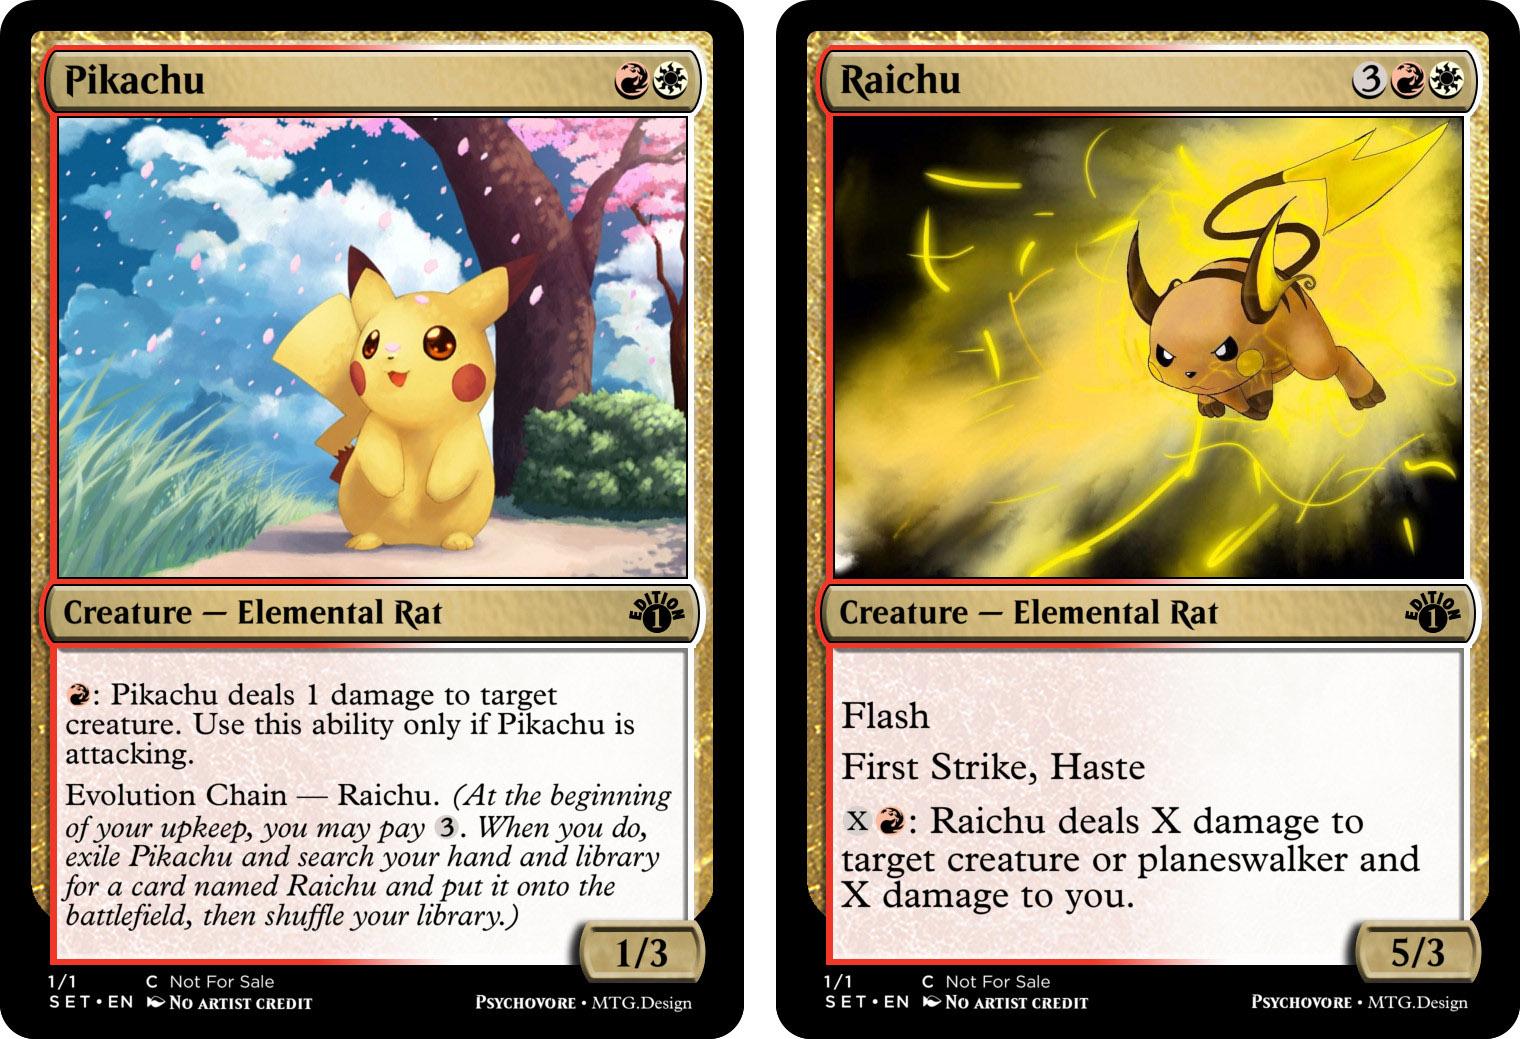 Pikachu
EDITION 1
Creature — Elemental Rat
: Pikachu deals 1 damage to target
creature. Use this ability only if Pikachu is
attacking.
Evolution Chain — Raichu. (At the beginning
of your upkeep, you may pay 3. When you do,
exile Pikachu and search your hand and library
for a card named Raichu and put it onto the
battlefield, then shuffle your library.)
1/3
1/1 C Not For Sale
SET • EN No artist credit
Psychovore • MTG.Design
Raichu 3
Creature — Elemental Rat
EDITION 1
Flash
First Strike, Haste
X : Raichu deals X damage to
target creature or planeswalker and
X damage to you.
5/3
1/1 C Not For Sale
SET • EN No artist credit
Psychovore • MTG.Design